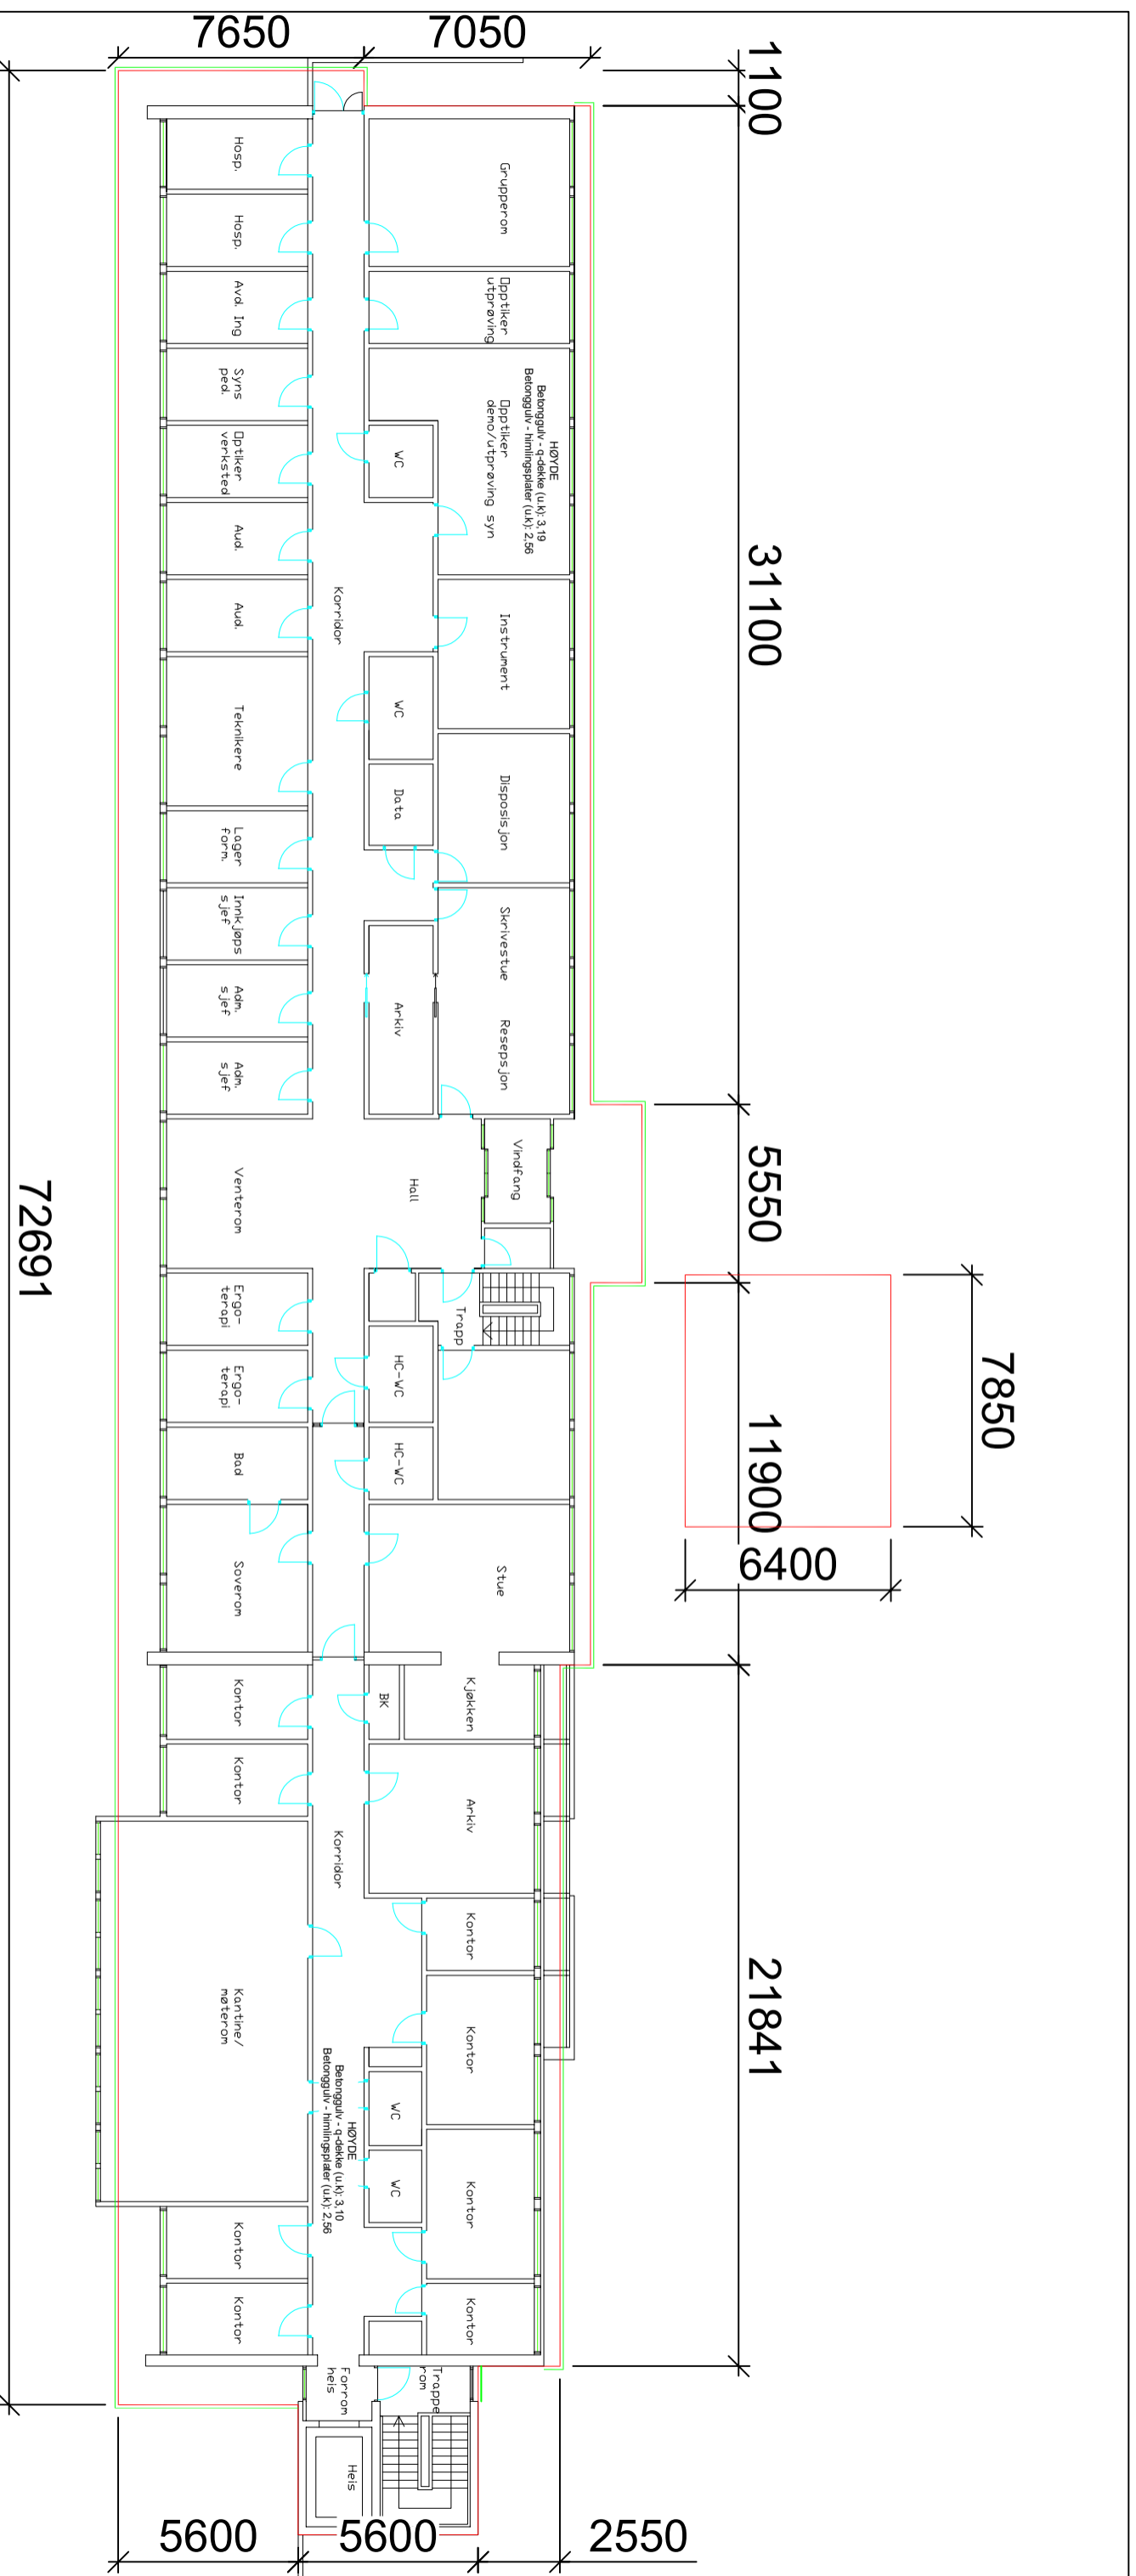 7650
7050
1100
31100
5550
11900
21841
7850
6400
72691
5600
5600
2550
Grupperom
Opptiker
utprøving
HØYDE
Betonggulv - q-dekke (u.k): 3,19
Betonggulv - himlingsplater (u.k): 2,56
Opptiker
demo/utprøving syn
Instrument
Disposisjon
Skrivestue
Resepsjon
Vindfang
Trapp
Stue
Kjøkken
Arkiv
Kontor
Kontor
Kontor
Kontor
Trappe
rom
WC
WC
Data
Arkiv
Hall
HC-WC
HC-WC
BK
WC
WC
Korridor
Korridor
HØYDE
Betonggulv - q-dekke (u.k): 3,10
Betonggulv - himlingsplater (u.k): 2,56
Forrom
heis
Heis
Hosp.
Hosp.
Avd. Ing
Syns
ped.
Optiker
verksted
Aud.
Aud.
Teknikere
Lager
form.
Innkjøps
sjef
Adm.
sjef
Adm.
sjef
Venterom
Ergo-
terapi
Ergo-
terapi
Bad
Soverom
Kontor
Kontor
Kantine/
møterom
Kontor
Kontor